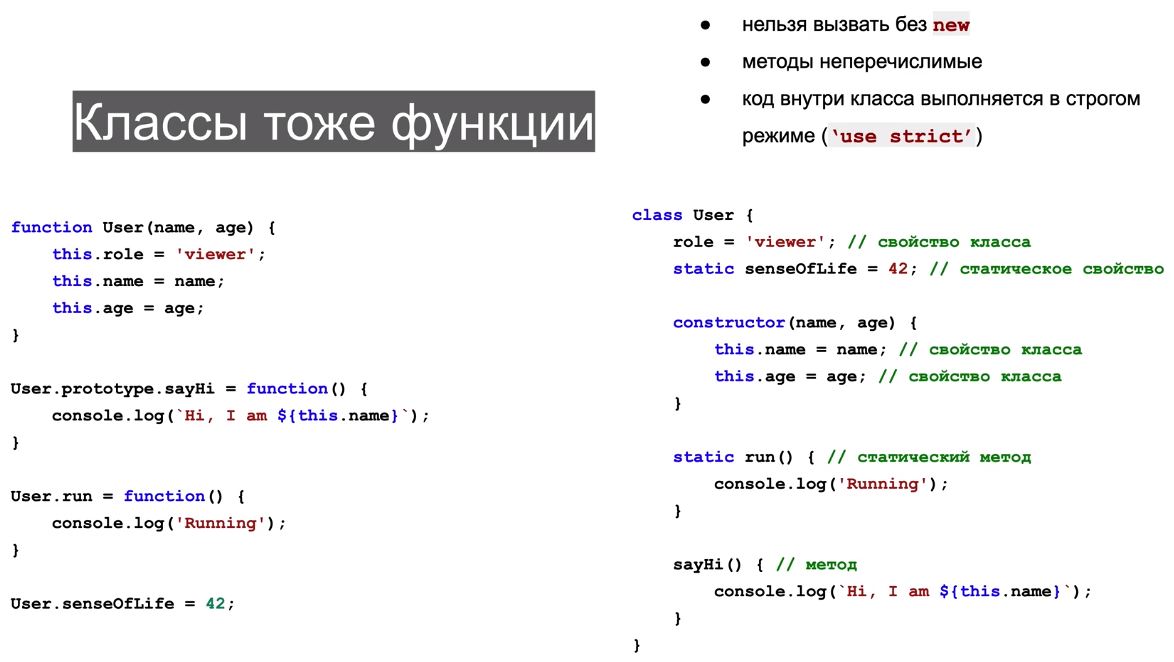 Классы тоже функции
● нельзя вызвать без new
● методы неперечислимые
● код внутри класса выполняется в строгом
режиме (‘use strict’)
function User(name, age) {
    this.role = 'viewer';
    this.name = name;
    this.age = age;
}

User.prototype.sayHi = function() {
    console.log(`Hi, I am ${this.name}`);
}

User.run = function() {
    console.log('Running');
}

User.senseOfLife = 42;
class User {
    role = 'viewer'; // свойство класса
    static senseOfLife = 42; // статическое свойство

    constructor(name, age) {
        this.name = name; // свойство класса
        this.age = age; // свойство класса
    }

    static run() { // статический метод
        console.log('Running');
    }

    sayHi() { // метод
        console.log(`Hi, I am ${this.name}`);
    }
}